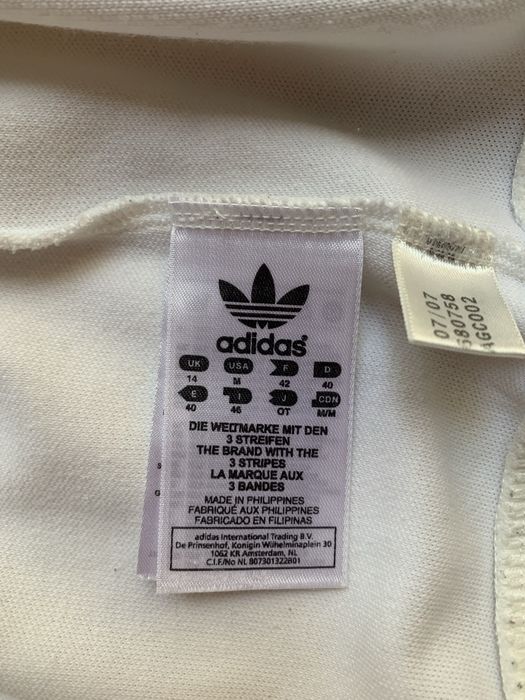 adidas
UK USA F D
14 M 42 40
E I J CDN
40 46 OT M/M
DIE WELTMARKE MIT DEN
3 STREIFEN
THE BRAND WITH THE
3 STRIPES
LA MARQUE AUX
3 BANDES
MADE IN PHILIPPINES
FABRIQUÉ AUX PHILIPPINES
FABRICADO EN FILIPINAS
adidas International Trading B.V.
De Prinsenhof, Konigin Wilhelminaplein 30
1062 KR Amsterdam, NL
C.I.F/No NL 807301322B01
07/07
680758
AGC002